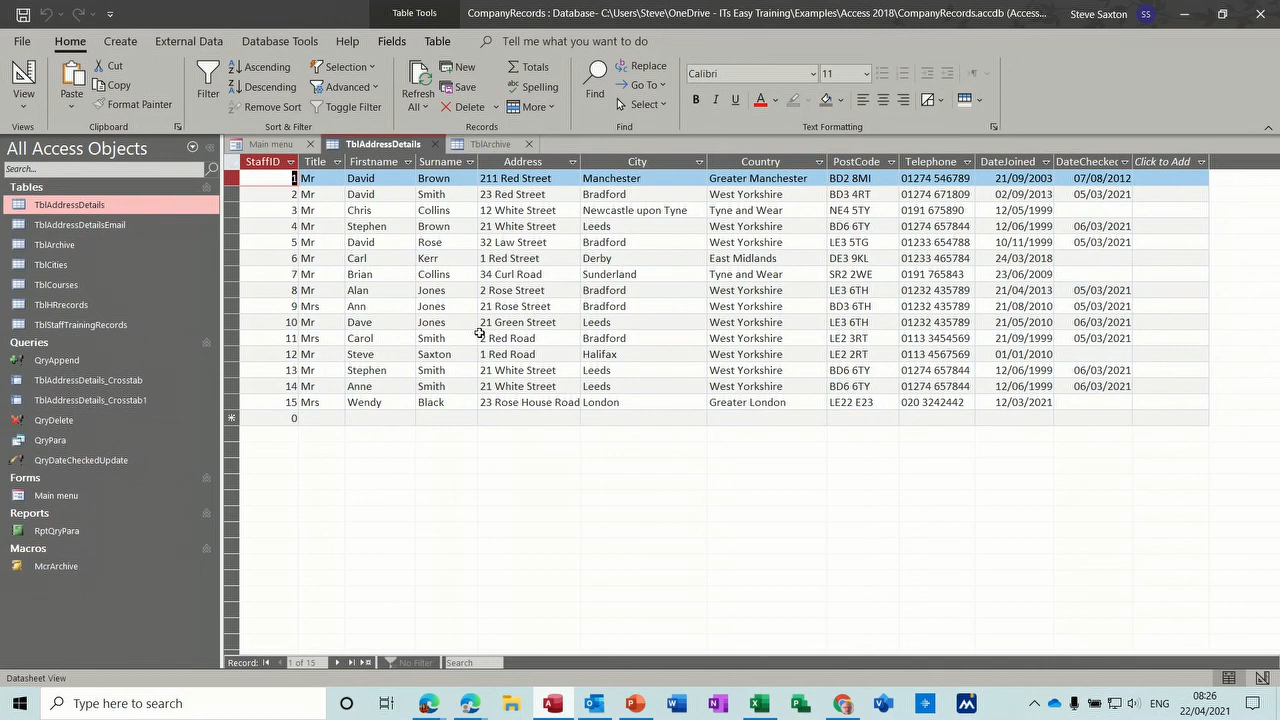 Table Tools
CompanyRecords : Database- C:\Users\Steve\OneDrive - ITs Easy Training\Examples\Access 2018\CompanyRecords.accdb (Access...
Steve Saxton SS
File Home Create External Data Database Tools Help Fields Table Tell me what you want to do
View
Views
Paste
Cut
Copy
Format Painter
Clipboard
Filter
Ascending
Descending
Remove Sort
Selection
Advanced
Toggle Filter
Sort & Filter
Refresh All
New
Save
Delete
Totals
Spelling
More
Records
Find
Replace
Go To
Select
Find
Calibri 11
B I U A
Text Formatting
All Access Objects
Search...
Tables
TblAddressDetails
TblAddressDetailsEmail
TblArchive
TblCities
TblCourses
TblHRrecords
TblStaffTrainingRecords
Queries
QryAppend
TblAddressDetails_Crosstab
TblAddressDetails_Crosstab1
QryDelete
QryPara
QryDateCheckedUpdate
Forms
Main menu
Reports
RptQryPara
Macros
McrArchive
Main menu TblAddressDetails TblArchive
StaffID Title Firstname Surname Address City Country PostCode Telephone DateJoined DateChecked Click to Add
1 Mr David Brown 211 Red Street Manchester Greater Manchester BD2 8MI 01274 546789 21/09/2003 07/08/2012
2 Mr David Smith 23 Red Street Bradford West Yorkshire BD3 4RT 01274 671809 02/09/2013 05/03/2021
3 Mr Chris Collins 12 White Street Newcastle upon Tyne Tyne and Wear NE4 5TY 0191 675890 12/05/1999
4 Mr Stephen Brown 21 White Street Leeds West Yorkshire BD6 6TY 01274 657844 12/06/1999 06/03/2021
5 Mr David Rose 32 Law Street Bradford West Yorkshire LE3 5TG 01233 654788 10/11/1999 05/03/2021
6 Mr Carl Kerr 1 Red Street Derby East Midlands DE3 9KL 01233 465784 24/03/2018
7 Mr Brian Collins 34 Curl Road Sunderland Tyne and Wear SR2 2WE 0191 765843 23/06/2009
8 Mr Alan Jones 2 Rose Street Bradford West Yorkshire LE3 6TH 01232 435789 21/04/2013 05/03/2021
9 Mrs Ann Jones 21 Rose Street Bradford West Yorkshire BD3 6TH 01232 435789 21/08/2010 05/03/2021
10 Mr Dave Jones 21 Green Street Leeds West Yorkshire LE3 6TH 01232 435789 21/05/2010 06/03/2021
11 Mrs Carol Smith 2 Red Road Bradford West Yorkshire LE2 3RT 0113 3454569 21/09/1999 05/03/2021
12 Mr Steve Saxton 1 Red Road Halifax West Yorkshire LE2 2RT 0113 4567569 01/01/2010
13 Mr Stephen Smith 21 White Street Leeds West Yorkshire BD6 6TY 01274 657844 12/06/1999 06/03/2021
14 Mr Anne Smith 21 White Street Leeds West Yorkshire BD6 6TY 01274 657844 12/06/1999 06/03/2021
15 Mrs Wendy Black 23 Rose House Road London Greater London LE22 E23 020 3242442 12/03/2021
0
Record: 1 of 15 No Filter Search
Datasheet View
Type here to search
ENG
08:26
22/04/2021